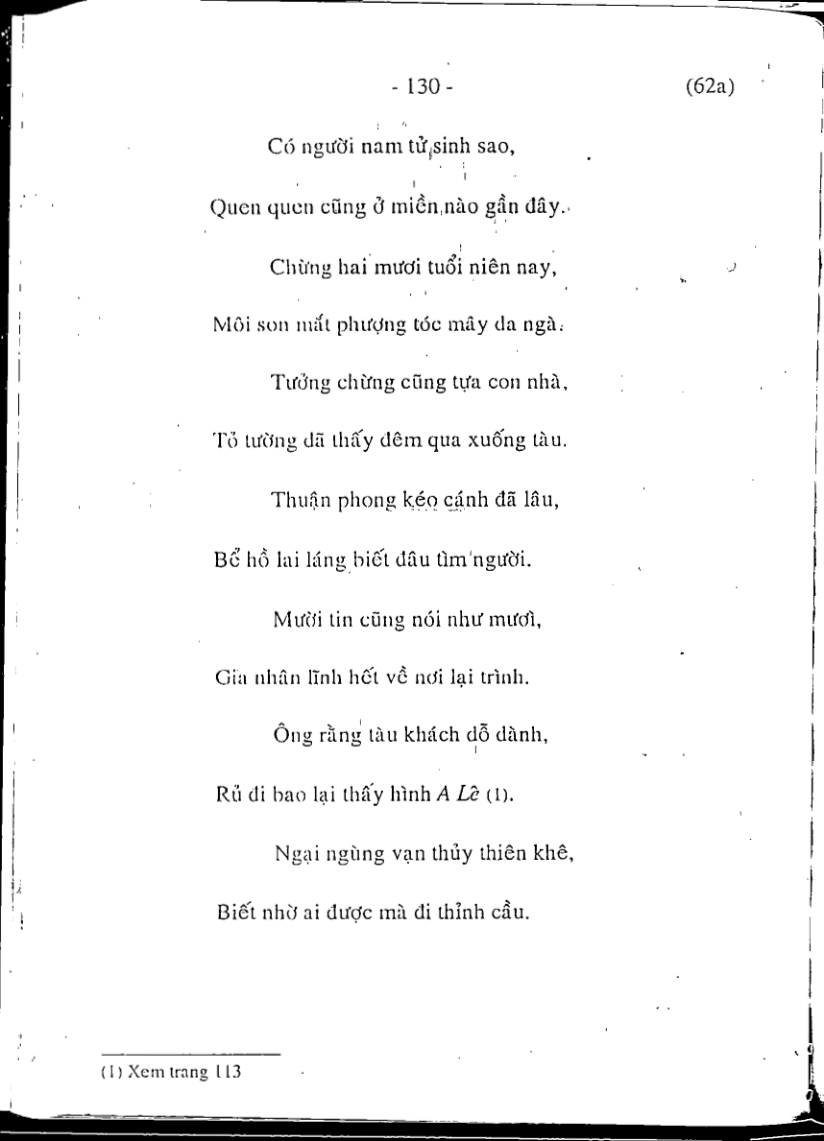 - 130 - (62a)
Có người nam tử sinh sao,
Quen quen cũng ở miền nào gần đây.
Chừng hai mươi tuổi niên nay,
Môi son mắt phượng tóc mây da ngà.
Tưởng chừng cũng tựa con nhà,
Tỏ tường đã thấy đêm qua xuống tàu.
Thuận phong kéo cánh đã lâu,
Bể hồ lai láng biết đâu tìm người.
Mười tin cũng nói như mươì,
Gia nhân lĩnh hết về nơi lại trình.
Ông rằng tàu khách dỗ dành,
Rủ đi bao lại thấy hình A Lê (1).
Ngại ngùng vạn thủy thiên khê,
Biết nhờ ai được mà đi thỉnh cầu.
(1) Xem trang 113